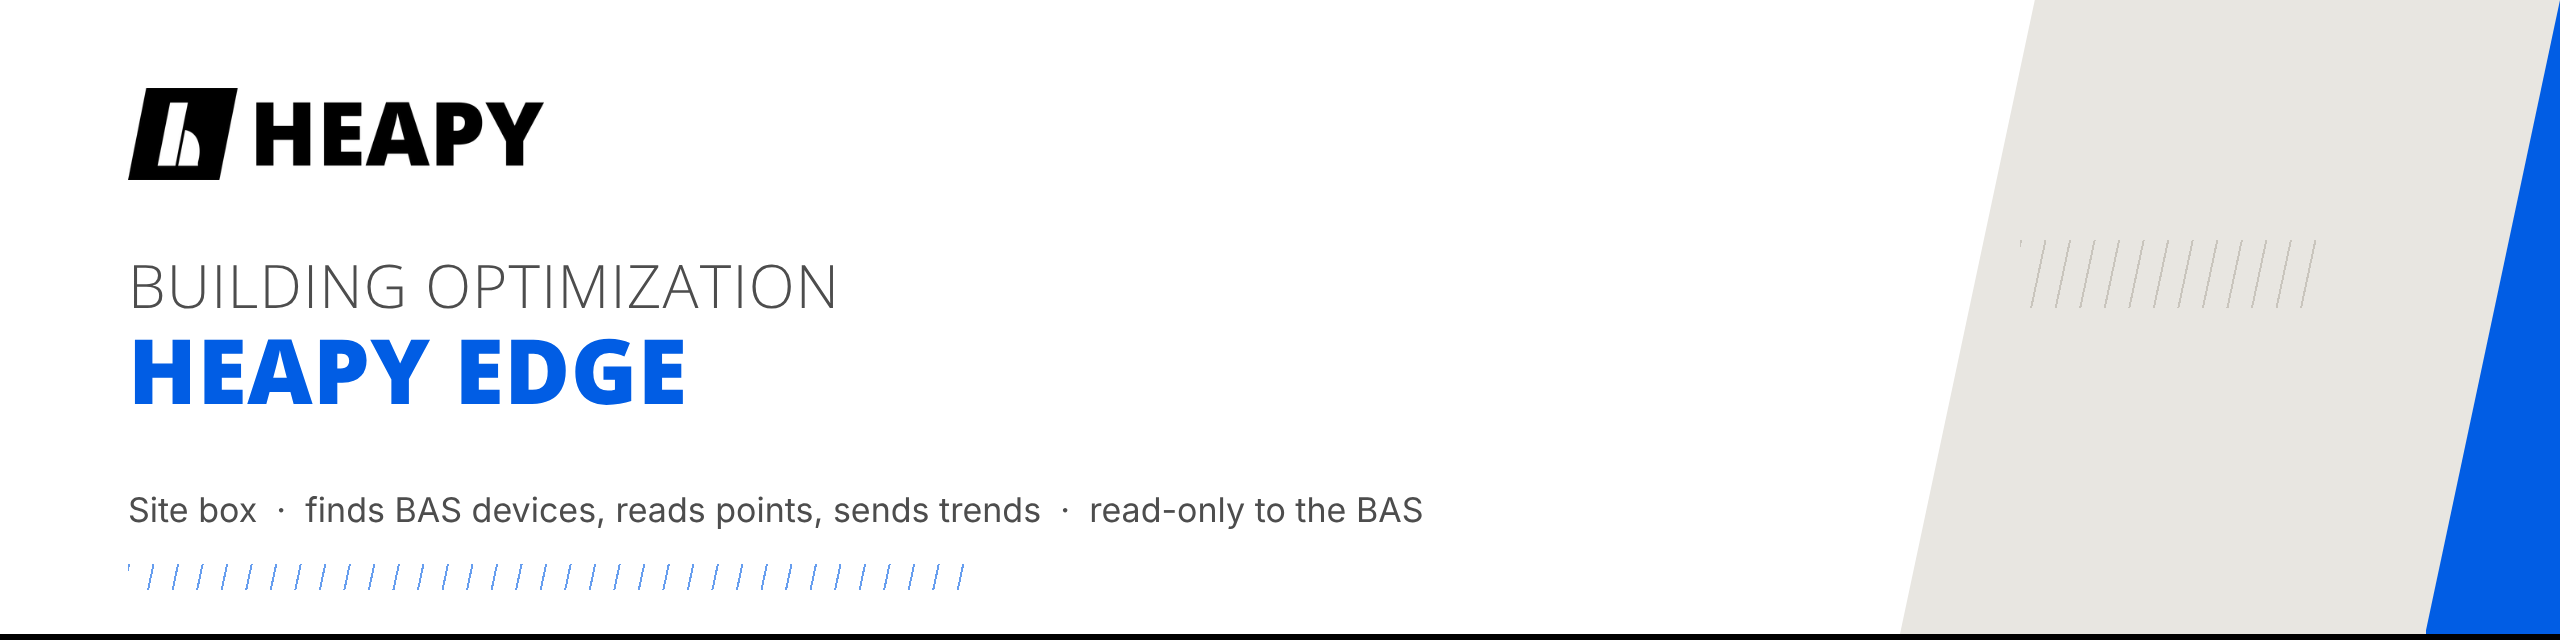 HEAPY
BUILDING OPTIMIZATION
HEAPY EDGE
Site box · finds BAS devices, reads points, sends trends · read-only to the BAS